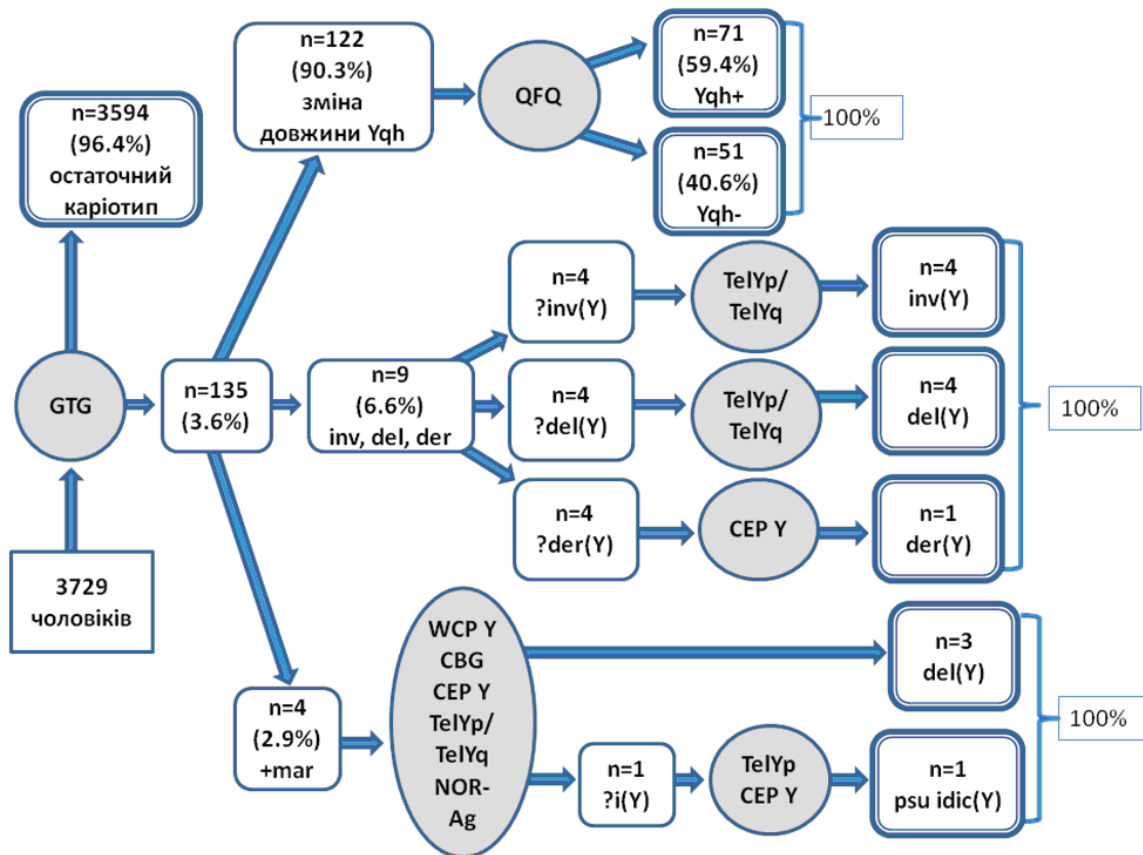 n=3594
(96.4%)
остаточний
каріотип
GTG
3729
чоловіків
n=135
(3.6%)
n=122
(90.3%)
зміна
довжини Yqh
QFQ
n=71
(59.4%)
Yqh+
n=51
(40.6%)
Yqh-
100%
n=9
(6.6%)
inv, del, der
n=4
?inv(Y)
TelYp/
TelYq
n=4
inv(Y)
n=4
?del(Y)
TelYp/
TelYq
n=4
del(Y)
n=4
?der(Y)
CEP Y
n=1
der(Y)
100%
n=4
(2.9%)
+mar
WCP Y
CBG
CEP Y
TelYp/
TelYq
NOR-
Ag
n=3
del(Y)
n=1
?i(Y)
TelYp
CEP Y
n=1
psu idic(Y)
100%